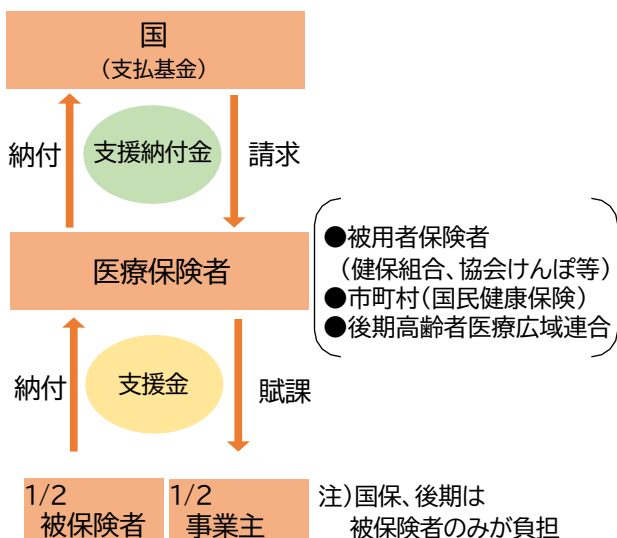 国
（支払基金）
納付
支援納付金
請求
医療保険者
●被用者保険者
（健保組合、協会けんぽ等）
●市町村（国民健康保険）
●後期高齢者医療広域連合
納付
支援金
賦課
1/2
被保険者
1/2
事業主
注）国保、後期は
被保険者のみが負担